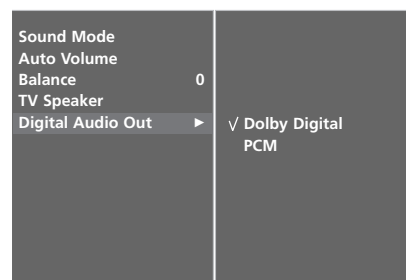 Sound Mode
Auto Volume
Balance 0
TV Speaker
Digital Audio Out ►
√ Dolby Digital
PCM